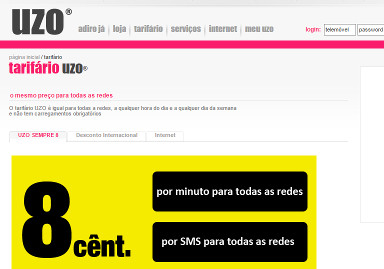 uzo®
adiro já | loja | tarifário | serviços | internet | meu uzo
login: telemóvel password
página inicial / tarifário
tarifário uzo®
o mesmo preço para todas as redes
O tarifário UZO é igual para todas a redes, a qualquer hora do dia e a qualquer dia da semana
e não tem carregamentos obrigatórios
UZO SEMPRE 8 Desconto Internacional Internet
8 cênt.
por minuto para todas as redes
por SMS para todas as redes